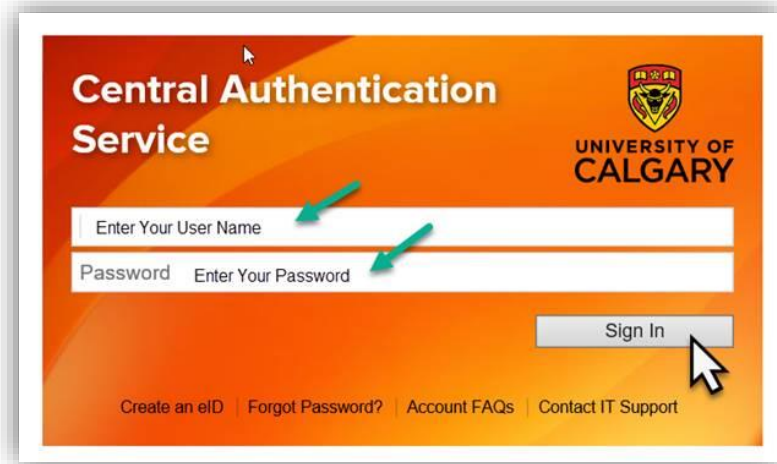 Central Authentication
Service
UNIVERSITY OF
CALGARY
Enter Your User Name
Password Enter Your Password
Sign In
Create an eID | Forgot Password? | Account FAQs | Contact IT Support